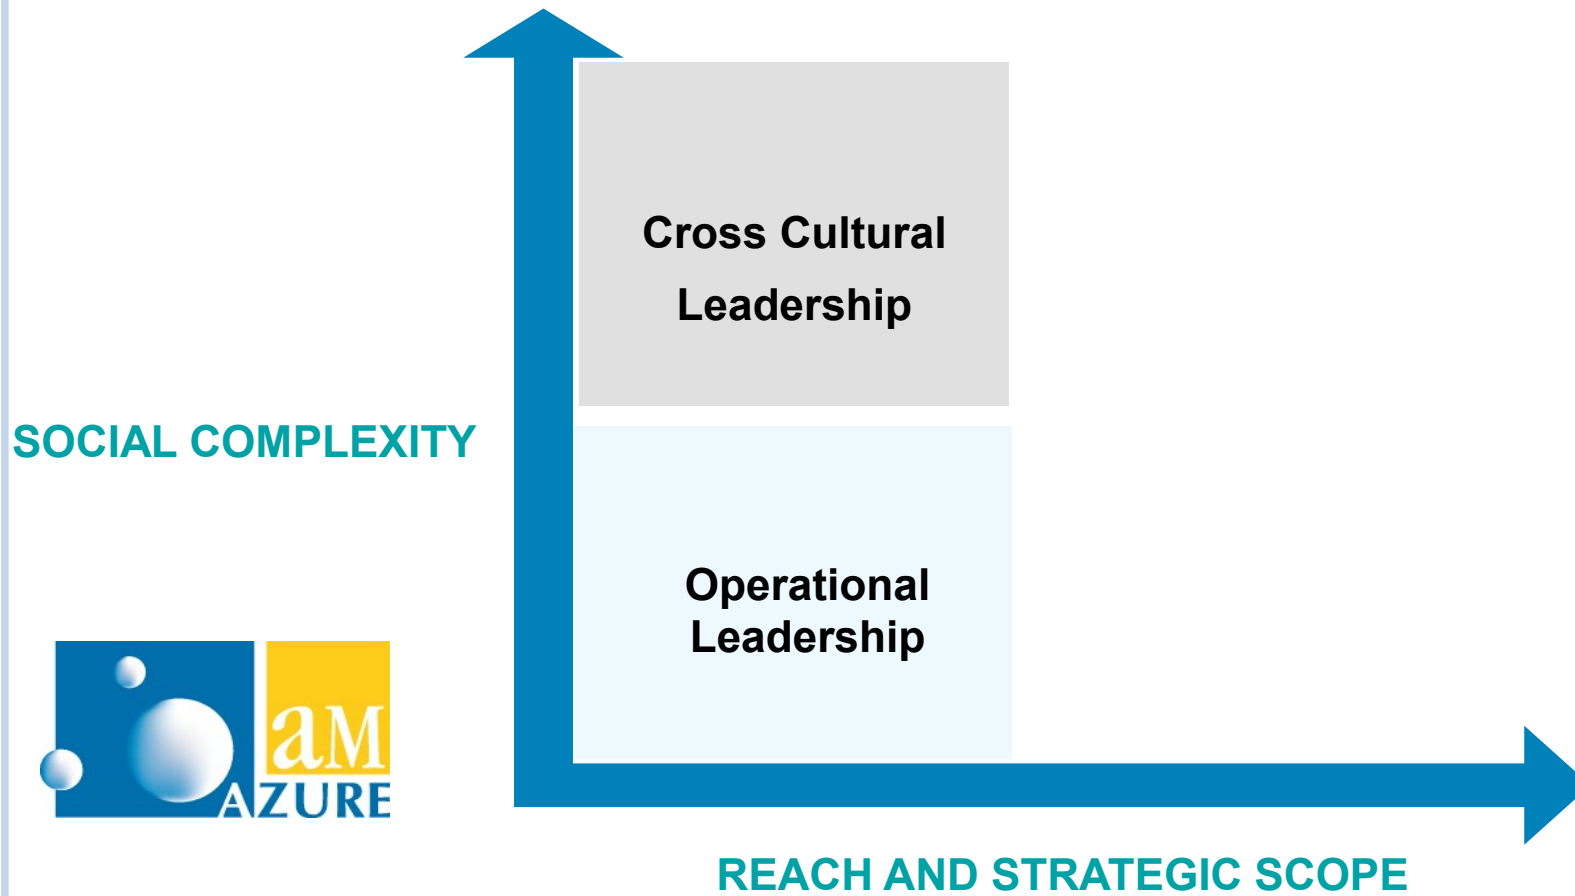 Cross Cultural
Leadership
SOCIAL COMPLEXITY
Operational
Leadership
aM
AZURE
REACH AND STRATEGIC SCOPE